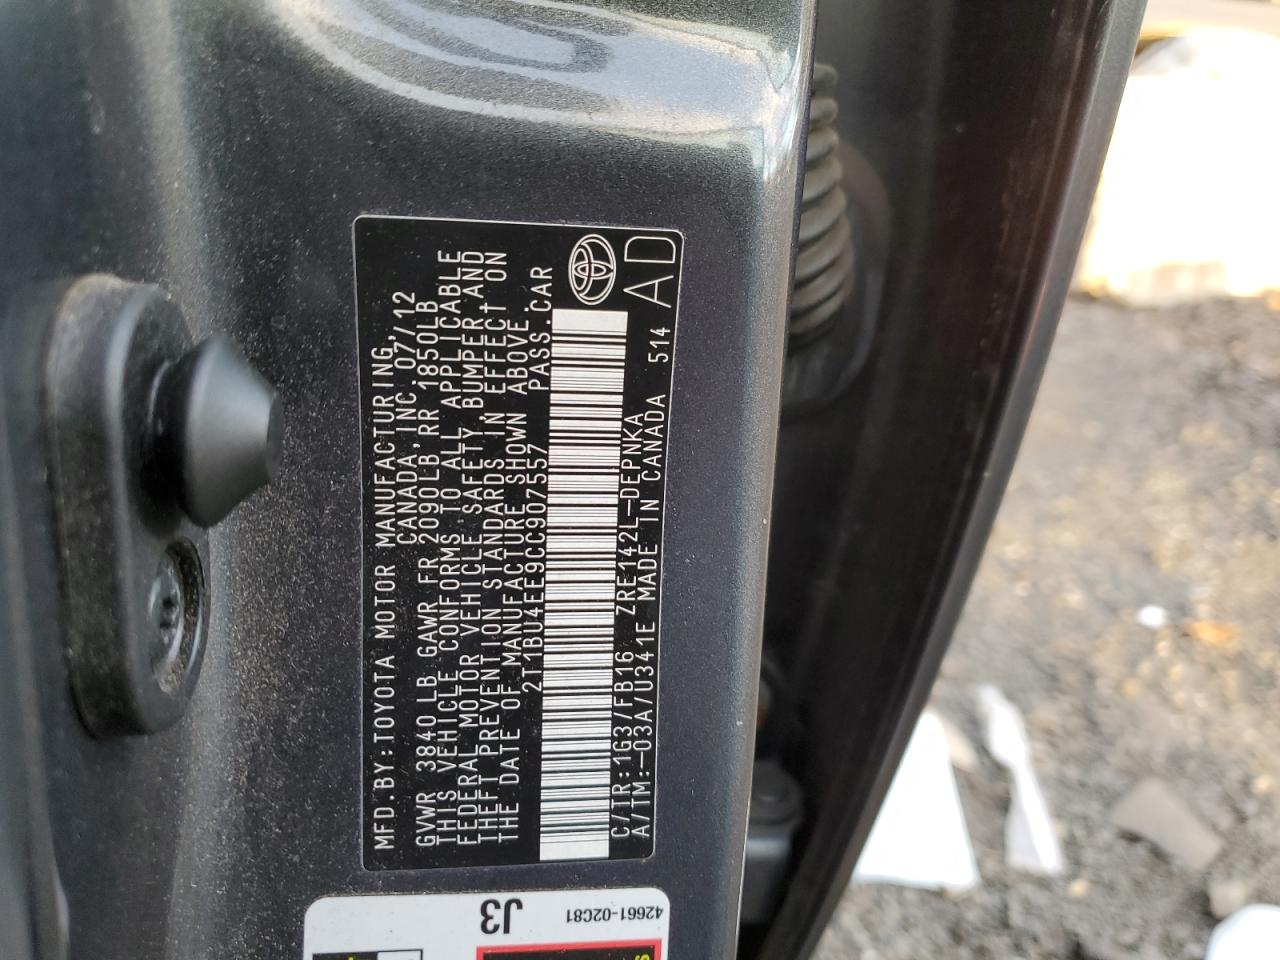 MFD.BY:TOYOTA MOTOR MANUFACTURING,
CANADA,INC. 07/12
GVWR 3840 LB GAWR FR 2090LB RR 1850LB
THIS VEHICLE CONFORMS TO ALL APPLICABLE
FEDERAL MOTOR VEHICLE SAFETY, BUMPER, AND
THEFT PREVENTION STANDARDS IN EFFECT ON
THE DATE OF MANUFACTURE SHOWN ABOVE.
2T1BU4EE9CC907557 PASS.CAR
C/TR:1G3/FB16 ZRE142L-DEPNKA
A/TM:-03A/U341E MADE IN CANADA 514 AD
J3
42661-02C81